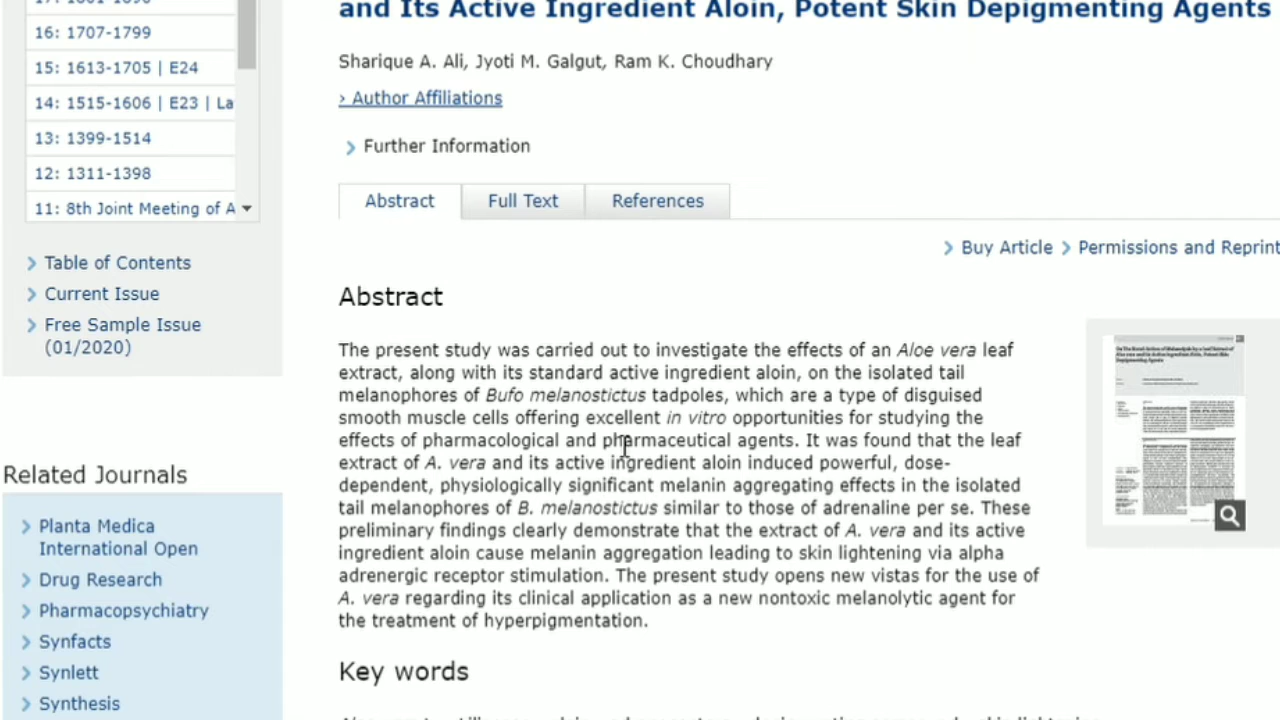 16: 1707-1799
15: 1613-1705 | E24
14: 1515-1606 | E23 | La
13: 1399-1514
12: 1311-1398
11: 8th Joint Meeting of A
Table of Contents
Current Issue
Free Sample Issue
(01/2020)
Related Journals
Planta Medica
International Open
Drug Research
Pharmacopsychiatry
Synfacts
Synlett
Synthesis
and Its Active Ingredient Aloin, Potent Skin Depigmenting Agents
Sharique A. Ali, Jyoti M. Galgut, Ram K. Choudhary
› Author Affiliations
Further Information
Abstract
Full Text
References
Buy Article
Permissions and Reprint
Abstract
The present study was carried out to investigate the effects of an Aloe vera leaf
extract, along with its standard active ingredient aloin, on the isolated tail
melanophores of Bufo melanostictus tadpoles, which are a type of disguised
smooth muscle cells offering excellent in vitro opportunities for studying the
effects of pharmacological and pharmaceutical agents. It was found that the leaf
extract of A. vera and its active ingredient aloin induced powerful, dose-
dependent, physiologically significant melanin aggregating effects in the isolated
tail melanophores of B. melanostictus similar to those of adrenaline per se. These
preliminary findings clearly demonstrate that the extract of A. vera and its active
ingredient aloin cause melanin aggregation leading to skin lightening via alpha
adrenergic receptor stimulation. The present study opens new vistas for the use of
A. vera regarding its clinical application as a new nontoxic melanolytic agent for
the treatment of hyperpigmentation.
Key words